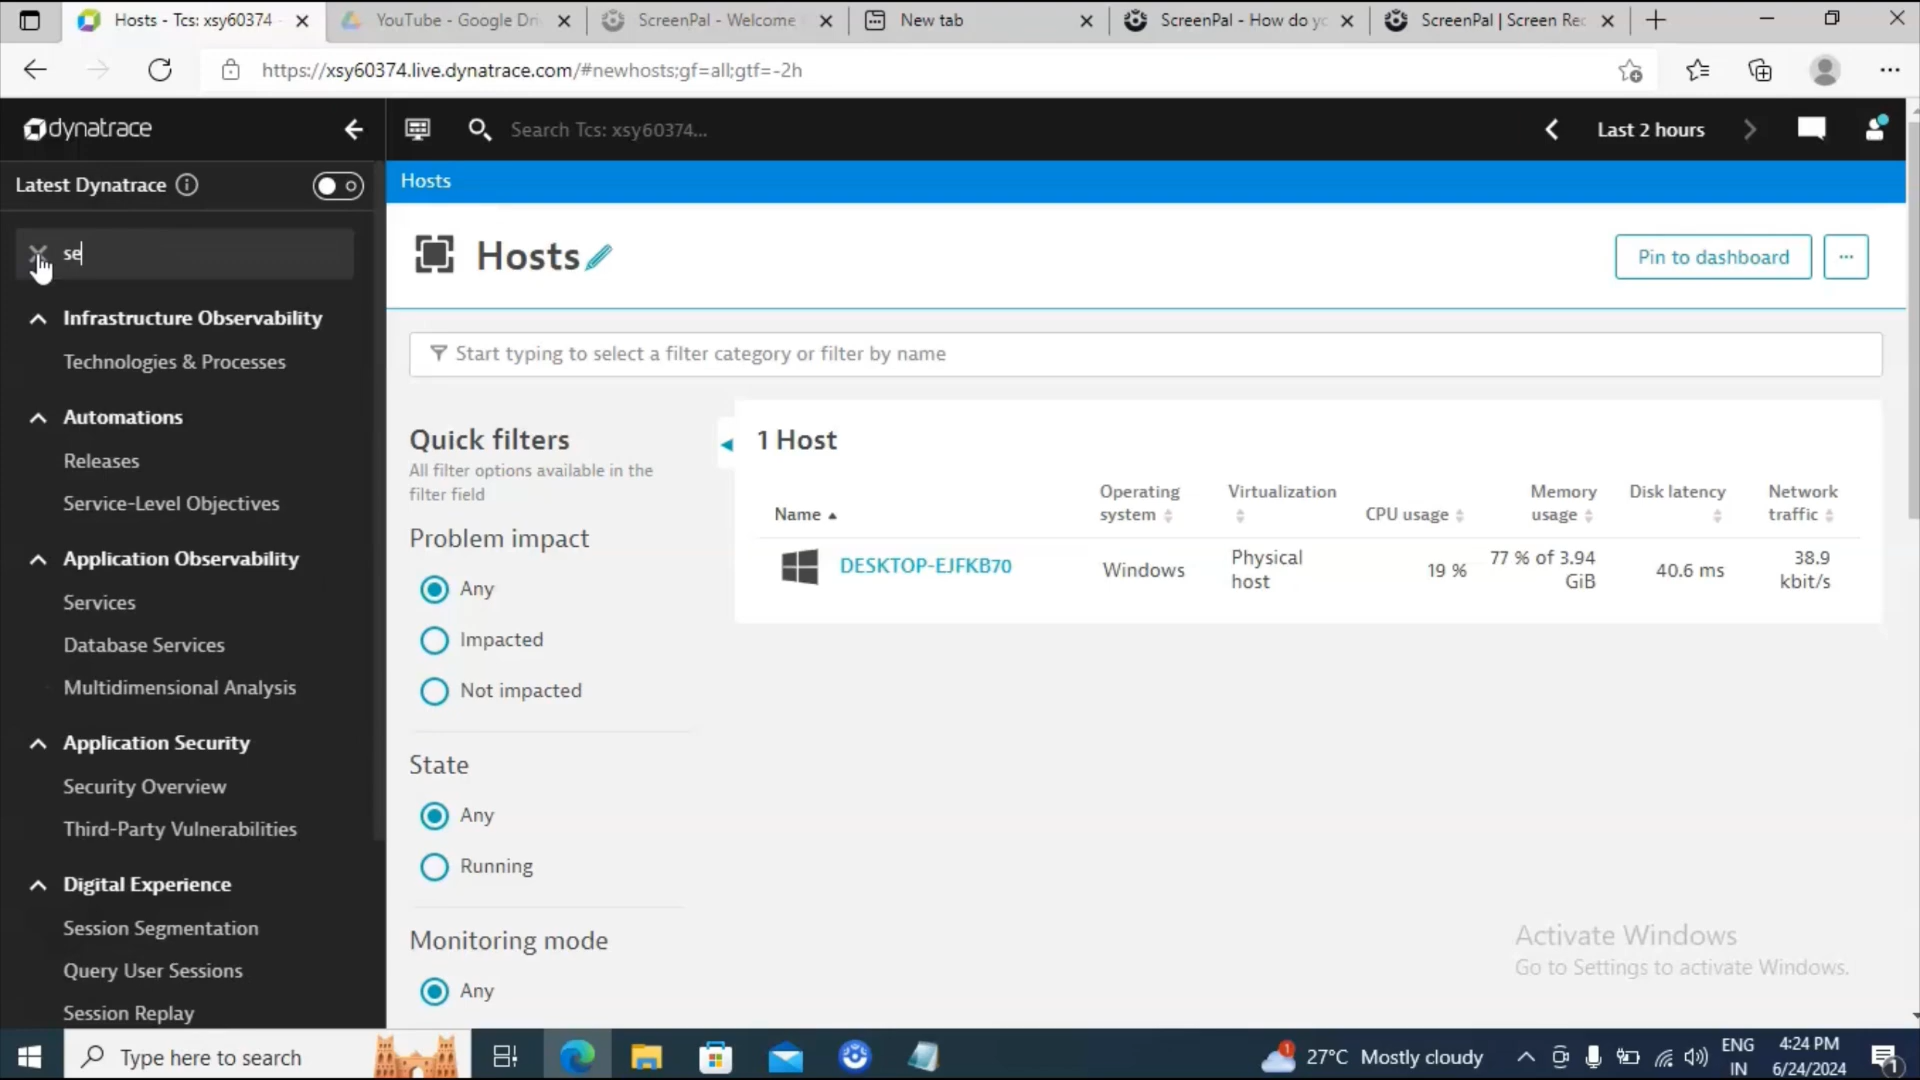 Hosts - Tcs: xsy60374 -
YouTube - Google Dri
ScreenPal - Welcome
New tab
ScreenPal - How do yo
ScreenPal | Screen Rec
https://xsy60374.live.dynatrace.com/#newhosts;gf=all;gtf=-2h
dynatrace
Search Tcs: xsy60374...
Last 2 hours
Latest Dynatrace
Hosts
se
Hosts
Pin to dashboard
...
Infrastructure Observability
Technologies & Processes
Start typing to select a filter category or filter by name
Automations
Releases
Service-Level Objectives
Application Observability
Services
Database Services
Multidimensional Analysis
Application Security
Security Overview
Third-Party Vulnerabilities
Digital Experience
Session Segmentation
Query User Sessions
Session Replay
Quick filters
All filter options available in the
filter field
Problem impact
Any
Impacted
Not impacted
State
Any
Running
Monitoring mode
Any
1 Host
Name
Operating
system
Virtualization
CPU usage
Memory
usage
Disk latency
Network
traffic
DESKTOP-EJFKB70
Windows
Physical
host
19 %
77 % of 3.94
GiB
40.6 ms
38.9
kbit/s
Activate Windows
Go to Settings to activate Windows.
Type here to search
1
27°C Mostly cloudy
ENG
IN
4:24 PM
6/24/2024
1